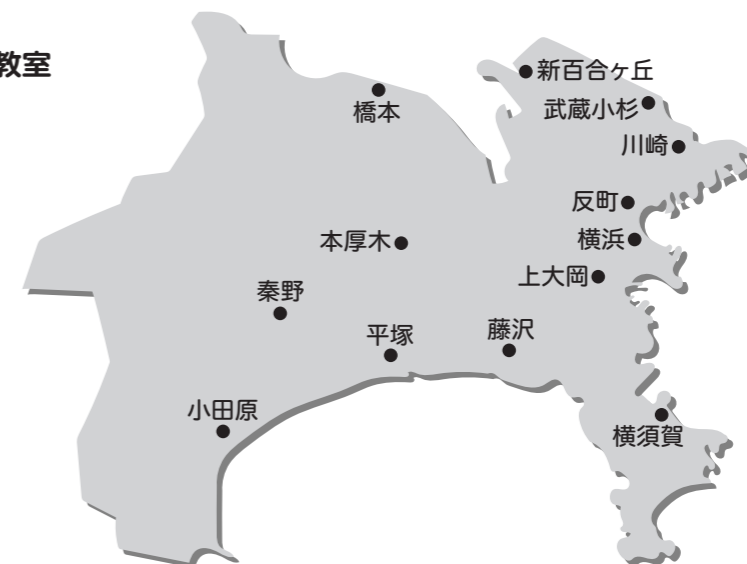 教室
新百合ヶ丘
橋本
武蔵小杉
川崎
反町
本厚木
横浜
上大岡
秦野
平塚
藤沢
小田原
横須賀